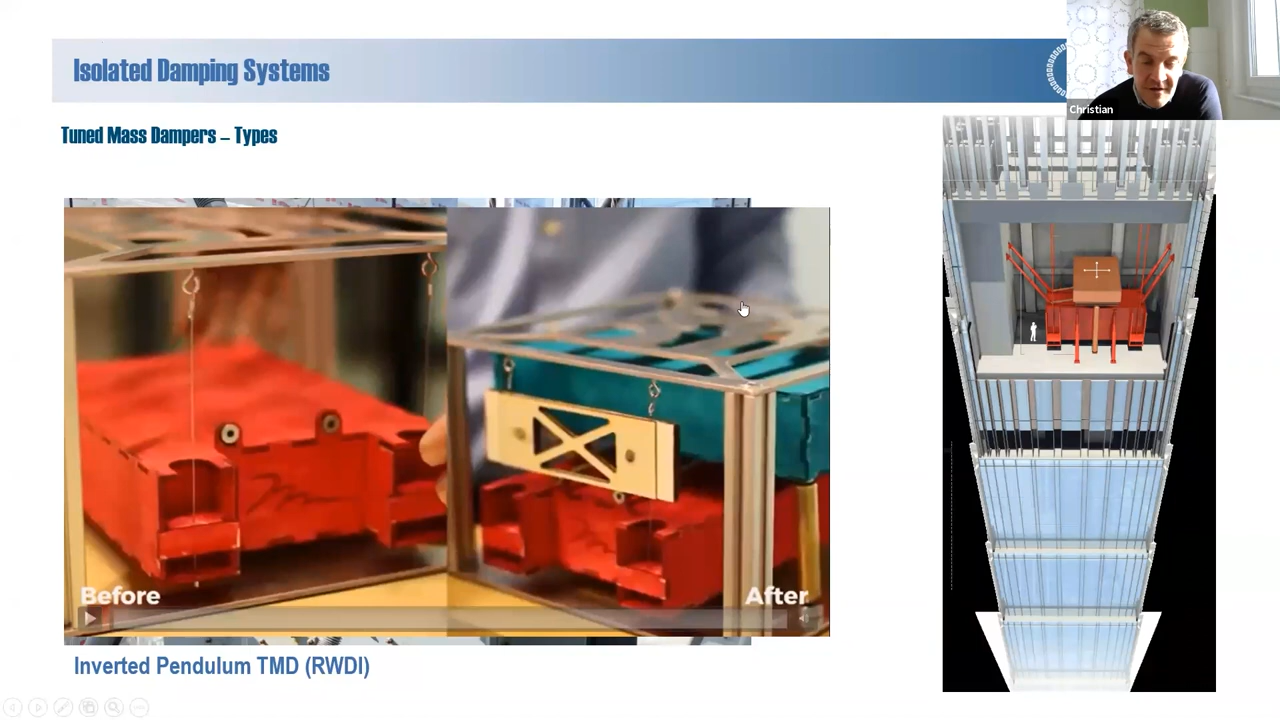 Isolated Damping Systems
Christian
Tuned Mass Dampers – Types
Before
After
Inverted Pendulum TMD (RWDI)